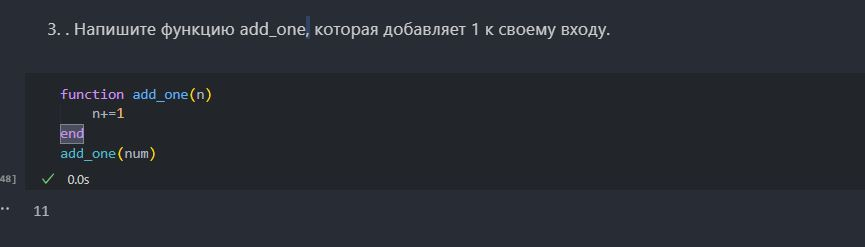 3. . Напишите функцию add_one, которая добавляет 1 к своему входу.
function add_one(n)
n+=1
end
add_one(num)
48] ✓ 0.0s
·· 11